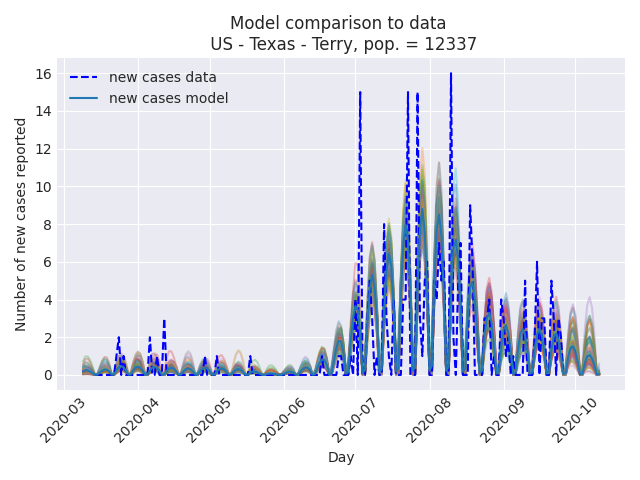 Model comparison to data
US - Texas - Terry, pop. = 12337
new cases data
new cases model
Number of new cases reported
16
14
12
10
8
6
4
2
0
2020-03
2020-04
2020-05
2020-06
2020-07
2020-08
2020-09
2020-10
Day